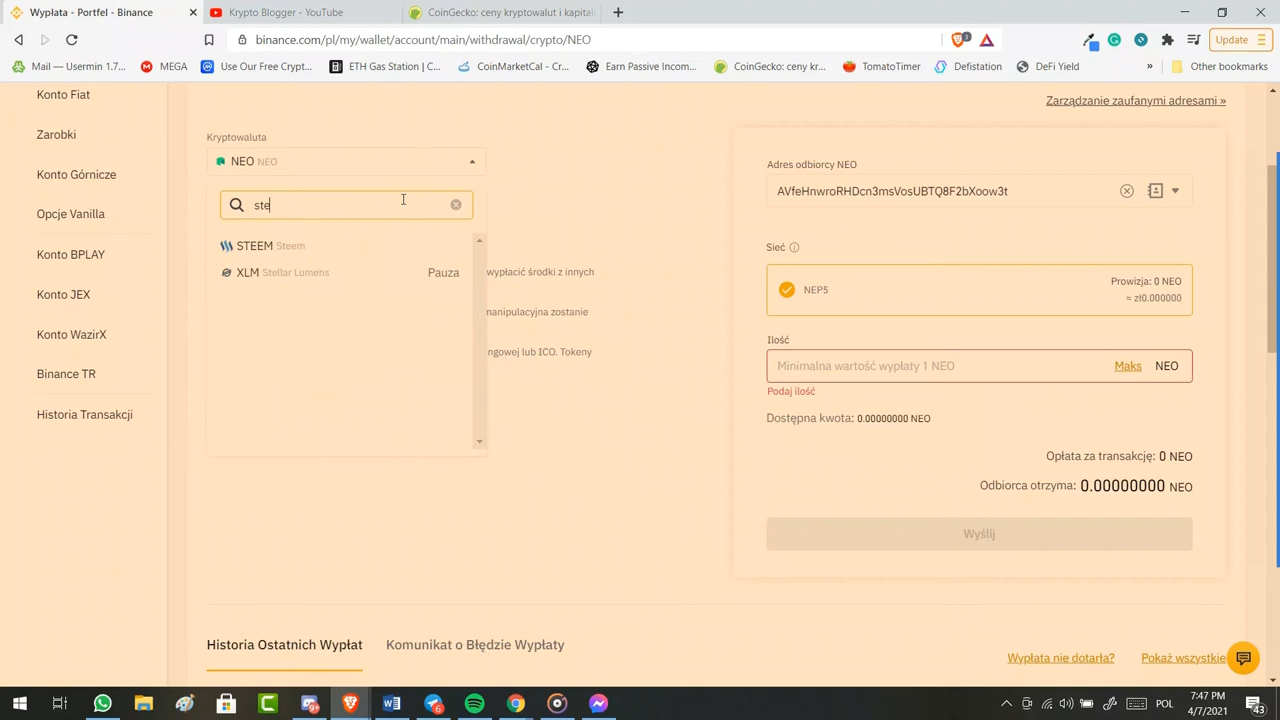 Wypłata - Portfel - Binance
Krypto Blogger - YouTube
CoinGecko: ceny kryptowalut i kapita
binance.com/pl/my/wallet/account/main/withdrawal/crypto/NEO
1
Update
Mail — Usermin 1.7...
MEGA
Use Our Free Crypt...
ETH Gas Station | C...
CoinMarketCal - Cr...
Earn Passive Incom...
CoinGecko: ceny kr...
TomatoTimer
Defistation
DeFi Yield
»
Other bookmarks
Konto Fiat
Zarobki
Konto Górnicze
Opcje Vanilla
Konto BPLAY
Konto JEX
Konto WazirX
Binance TR
Historia Transakcji
Zarządzanie zaufanymi adresami »
Kryptowaluta
NEO NEO
ste
STEEM Steem
XLM Stellar Lumens Pauza
wypłacić środki z innych
manipulacyjna zostanie
ngowej lub ICO. Tokeny
Adres odbiorcy NEO
AVfeHnwroRHDcn3msVosUBTQ8F2bXoow3t
Sieć
NEP5
Prowizja: 0 NEO
≈ zł0.000000
Ilość
Minimalna wartość wypłaty 1 NEO Maks NEO
Podaj ilość
Dostępna kwota: 0.00000000 NEO
Opłata za transakcję: 0 NEO
Odbiorca otrzyma: 0.00000000 NEO
Wyślij
Historia Ostatnich Wypłat
Komunikat o Błędzie Wypłaty
Wypłata nie dotarła?
Pokaż wszystkie
POL
7:47 PM
4/7/2021
43